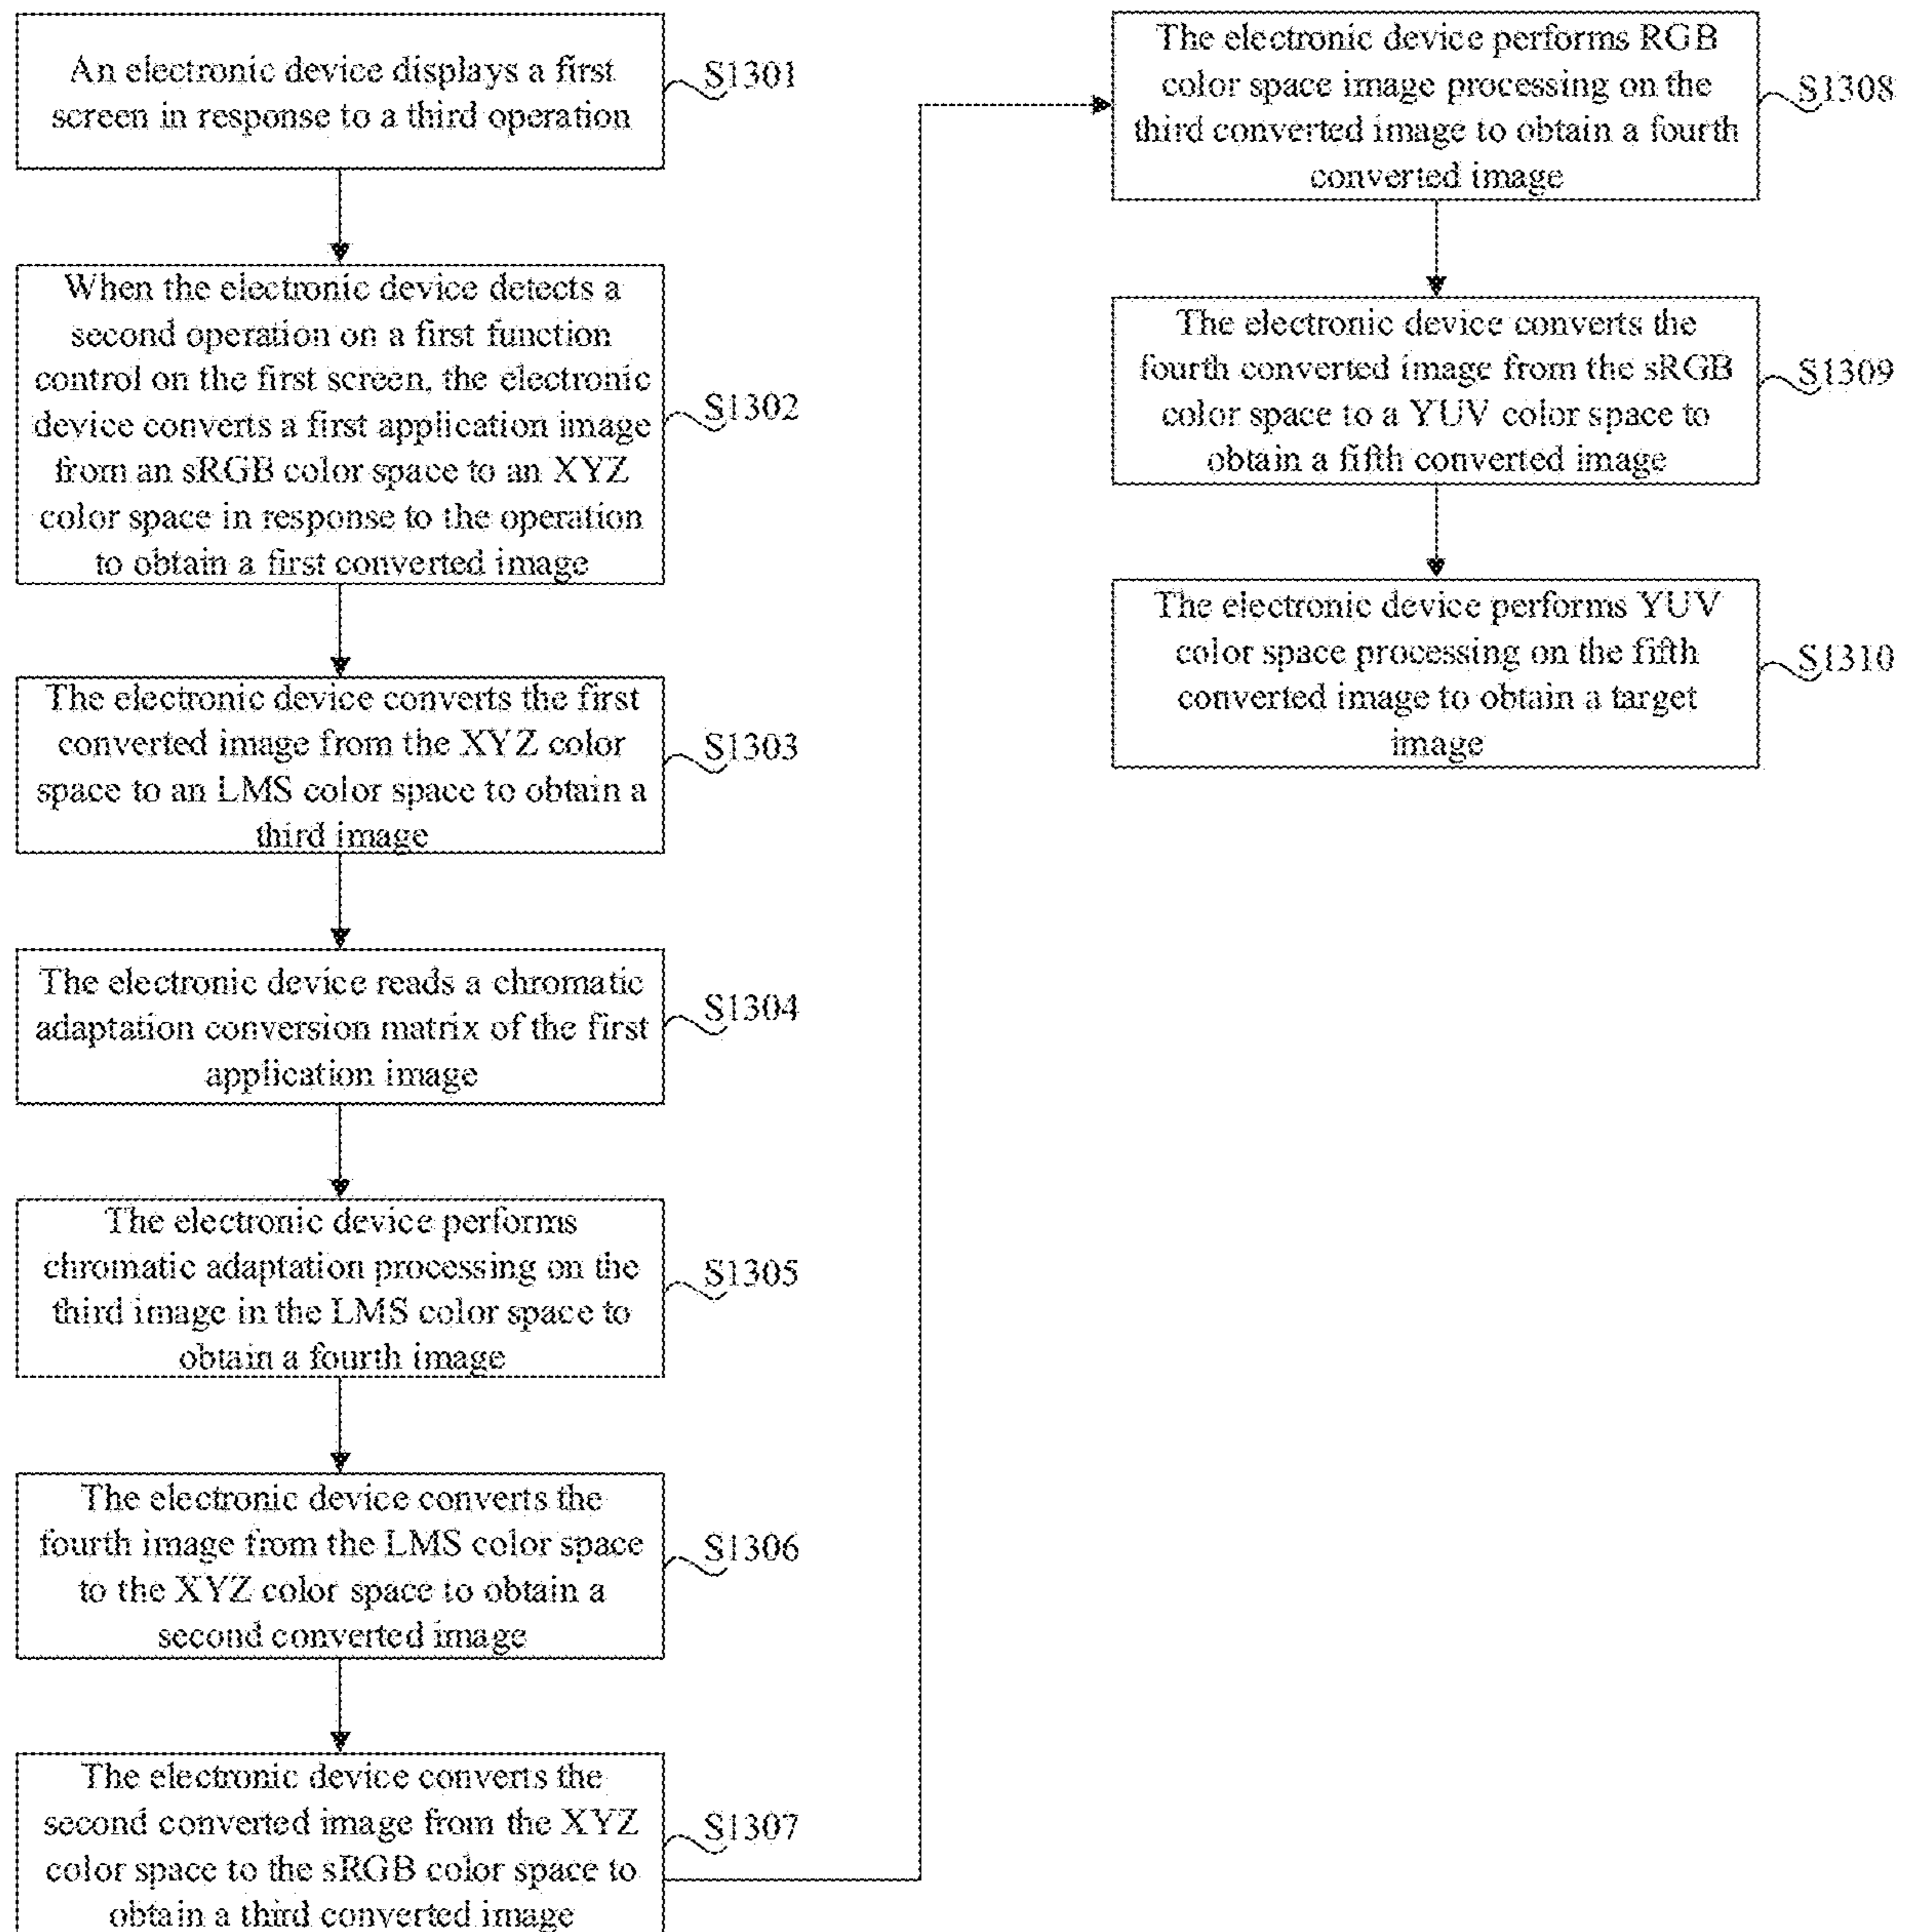 An electronic device displays a first
screen in response to a third operation
S1301
When the electronic device detects a
second operation on a first function
control on the first screen, the electronic
device converts a first application image
from an sRGB color space to an XYZ
color space in response to the operation
to obtain a first converted image
S1302
The electronic device converts the first
converted image from the XYZ color
space to an LMS color space to obtain a
third image
S1303
The electronic device reads a chromatic
adaptation conversion matrix of the first
application image
S1304
The electronic device performs
chromatic adaptation processing on the
third image in the LMS color space to
obtain a fourth image
S1305
The electronic device converts the
fourth image from the LMS color space
to the XYZ color space to obtain a
second converted image
S1306
The electronic device converts the
second converted image from the XYZ
color space to the sRGB color space to
obtain a third converted image
S1307
The electronic device performs RGB
color space image processing on the
third converted image to obtain a fourth
converted image
S1308
The electronic device converts the
fourth converted image from the sRGB
color space to a YUV color space to
obtain a fifth converted image
S1309
The electronic device performs YUV
color space processing on the fifth
converted image to obtain a target
image
S1310